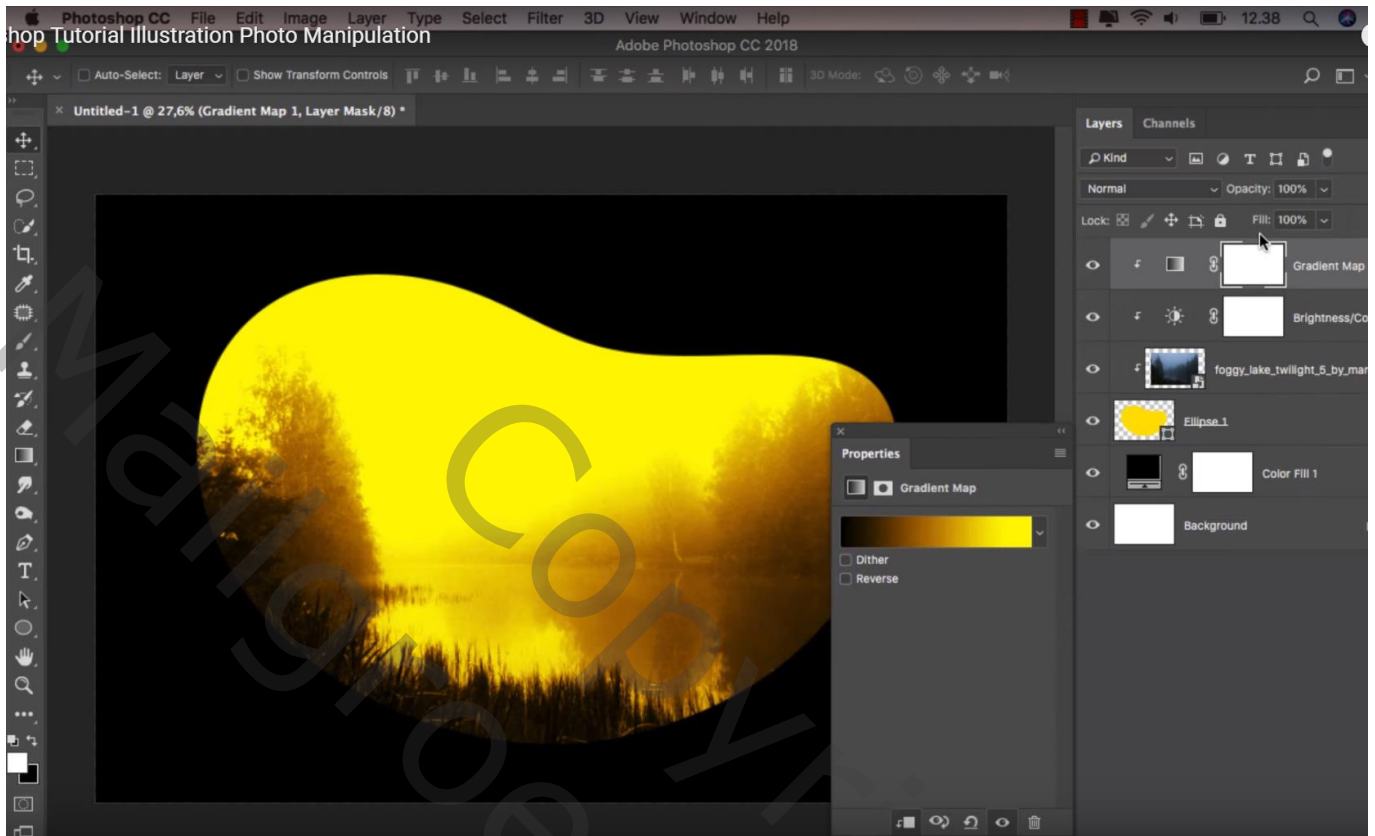 Photoshop CC File Edit Image Layer Type Select Filter 3D View Window Help 12.38
hop Tutorial Illustration Photo Manipulation
Adobe Photoshop CC 2018
Auto-Select: Layer Show Transform Controls 3D Mode:
× Untitled-1 @ 27,6% (Gradient Map 1, Layer Mask/8) *
Layers Channels
Kind
Normal Opacity: 100%
Lock: Fill: 100%
Gradient Map
Brightness/Co
foggy_lake_twilight_5_by_mar
Ellipse 1
Color Fill 1
Background
Properties
Gradient Map
Dither
Reverse
T
Mailgroe
Copyri